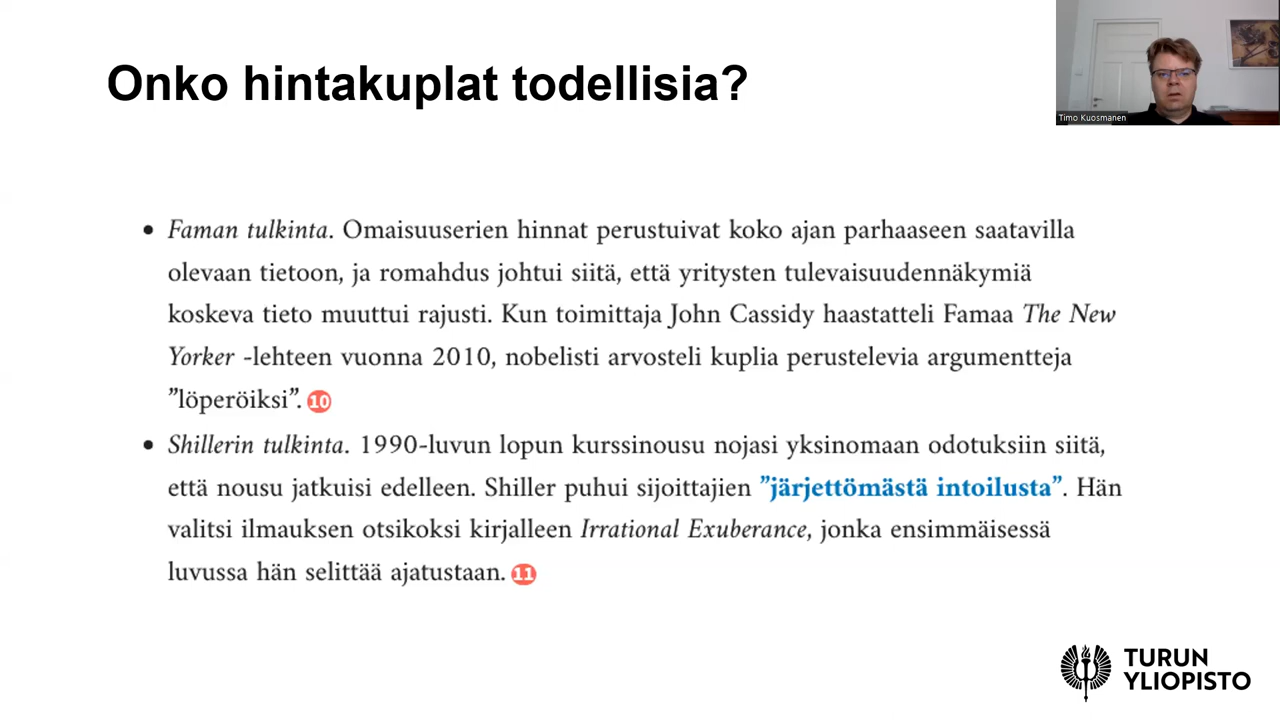 Onko hintakuplat todellisia?
Timo Kuosmanen
• Faman tulkinta. Omaisuuserien hinnat perustuivat koko ajan parhaaseen saatavilla
olevaan tietoon, ja romahdus johtui siitä, että yritysten tulevaisuudennäkymiä
koskeva tieto muuttui rajusti. Kun toimittaja John Cassidy haastatteli Famaa The New
Yorker -lehteen vuonna 2010, nobelisti arvosteli kuplia perustelevia argumentteja
”löperöiksi”. 10
• Shillerin tulkinta. 1990-luvun lopun kurssinousu nojasi yksinomaan odotuksiin siitä,
että nousu jatkuisi edelleen. Shiller puhui sijoittajien ”järjettömästä intoilusta”. Hän
valitsi ilmauksen otsikoksi kirjalleen Irrational Exuberance, jonka ensimmäisessä
luvussa hän selittää ajatustaan. 11
TURUN
YLIOPISTO